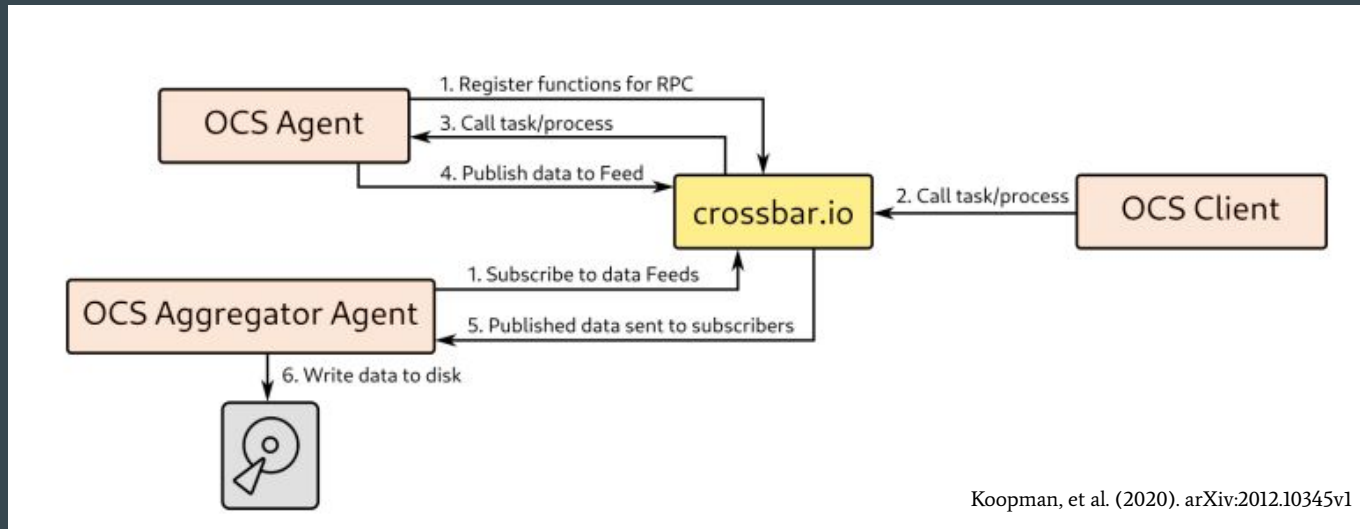 1. Register functions for RPC
OCS Agent
3. Call task/process
4. Publish data to Feed
crossbar.io
2. Call task/process
OCS Client
1. Subscribe to data Feeds
OCS Aggregator Agent
5. Published data sent to subscribers
6. Write data to disk
Koopman, et al. (2020). arXiv:2012.10345v1